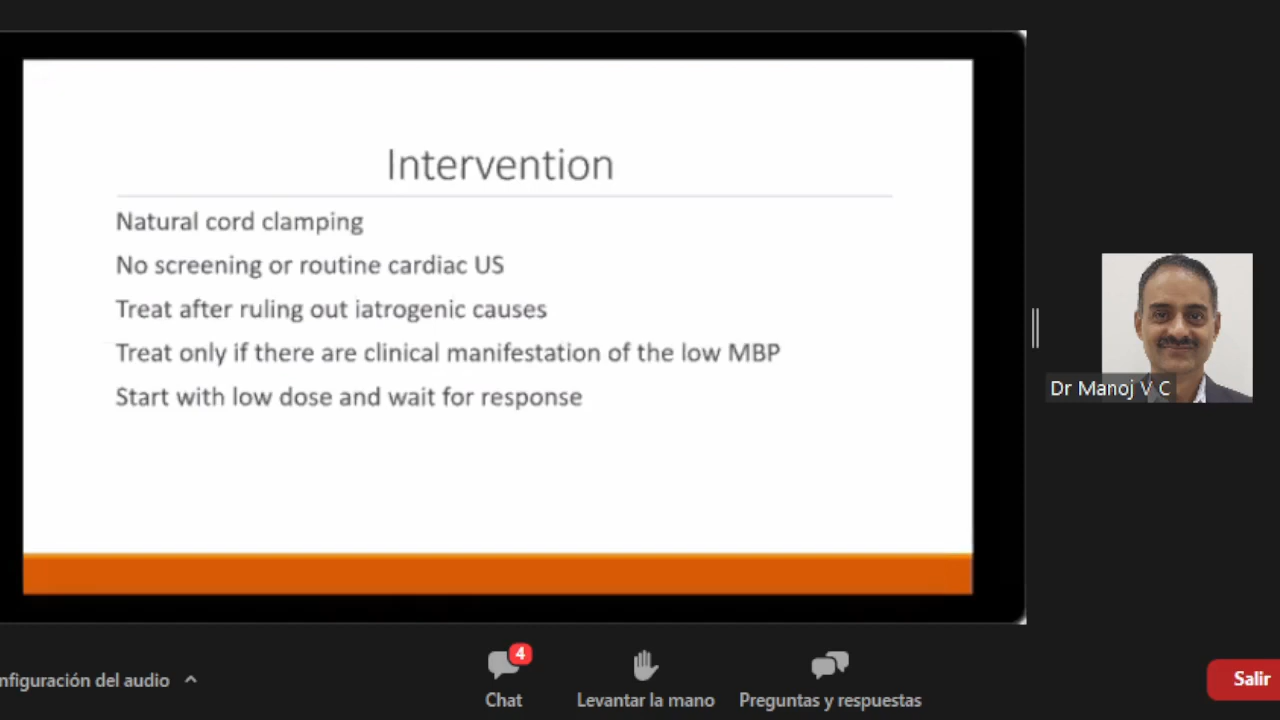 Intervention
Natural cord clamping
No screening or routine cardiac US
Treat after ruling out iatrogenic causes
Treat only if there are clinical manifestation of the low MBP
Start with low dose and wait for response
Dr Manoj V C
nfiguración del audio
4
Chat
Levantar la mano
Preguntas y respuestas
Salir